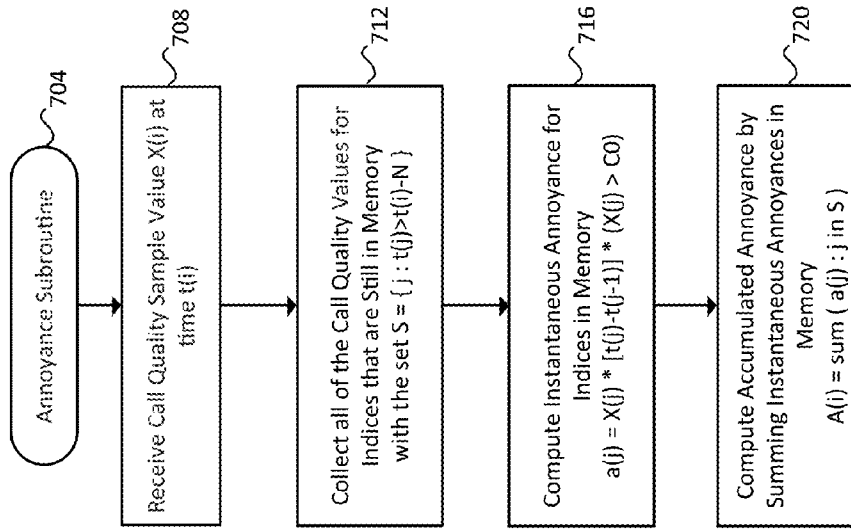 Annoyance Subroutine
704
Receive Call Quality Sample Value X(i) at
time t(i)
708
Collect all of the Call Quality Values for
Indices that are Still in Memory
with the set S = { j : t(j)>t(i)-N }
712
Compute Instantaneous Annoyance for
Indices in Memory
a(j) = X(j) * [t(j)-t(j-1)] * (X(j) > C0)
716
Compute Accumulated Annoyance by
Summing Instantaneous Annoyances in
Memory
A(i) = sum ( a(j) : j in S )
720